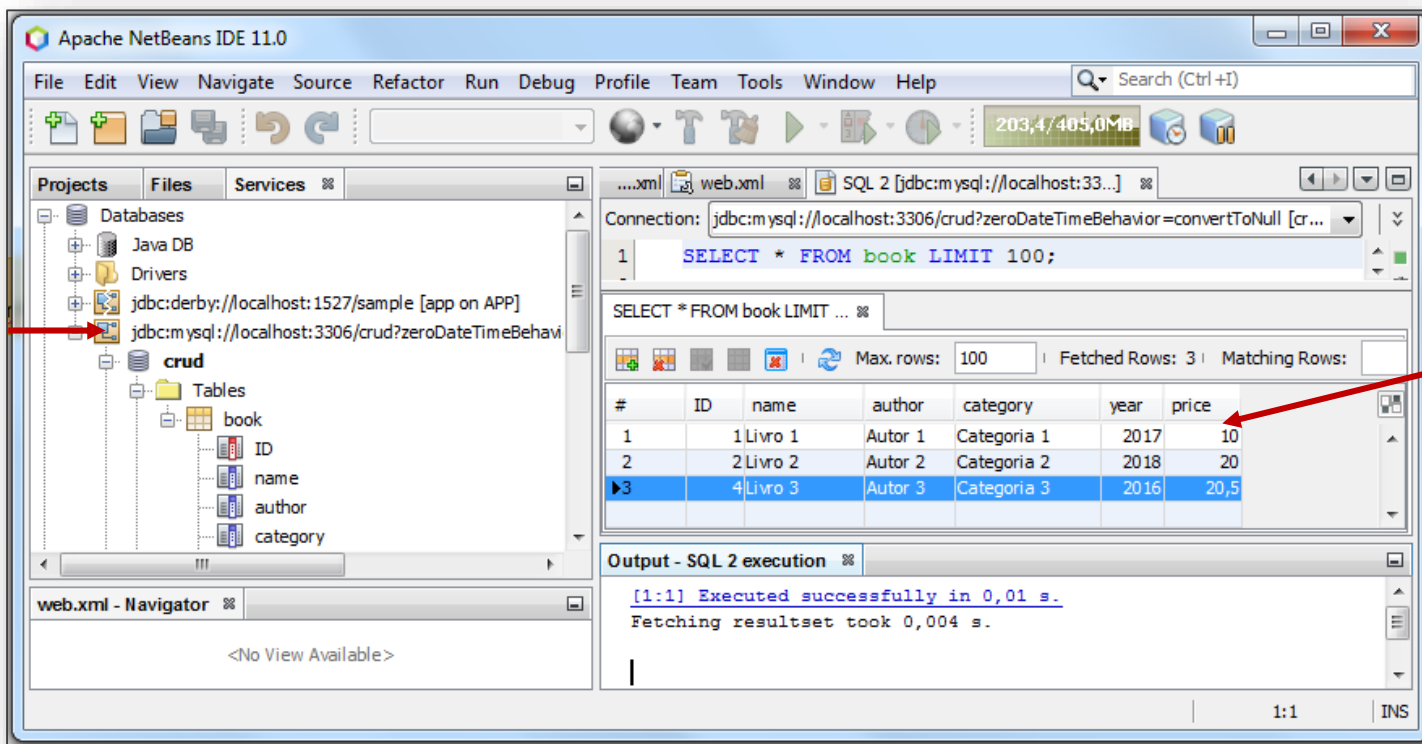 Apache NetBeans IDE 11.0
File Edit View Navigate Source Refactor Run Debug Profile Team Tools Window Help
Search (Ctrl+I)
203,4/405,0MB
Projects Files Services
Databases
Java DB
Drivers
jdbc:derby://localhost:1527/sample [app on APP]
jdbc:mysql://localhost:3306/crud?zeroDateTimeBehavi
crud
Tables
book
ID
name
author
category
web.xml - Navigator
<No View Available>
....xml web.xml SQL 2 [jdbc:mysql://localhost:33...]
Connection: jdbc:mysql://localhost:3306/crud?zeroDateTimeBehavior=convertToNull [cr...
1 SELECT * FROM book LIMIT 100;
SELECT * FROM book LIMIT ...
Max. rows: 100 Fetched Rows: 3 Matching Rows:
# ID name author category year price
1 1 Livro 1 Autor 1 Categoria 1 2017 10
2 2 Livro 2 Autor 2 Categoria 2 2018 20
3 4 Livro 3 Autor 3 Categoria 3 2016 20,5
Output - SQL 2 execution
[1:1] Executed successfully in 0,01 s.
Fetching resultset took 0,004 s.
1:1 INS